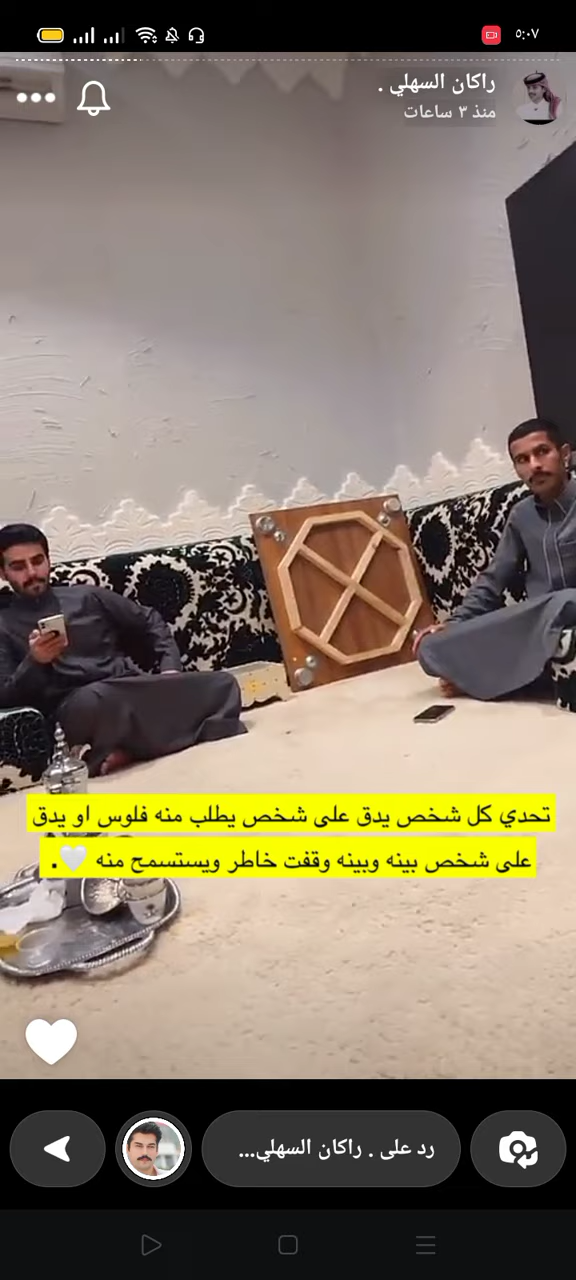 ٥:٠٧
راكان السهلي .
منذ ٣ ساعات
تحدي كل شخص يدق على شخص يطلب منه فلوس او يدق
على شخص بينه وبينه وقفت خاطر ويستسمح منه 🤍.
رد على . راكان السهلي...